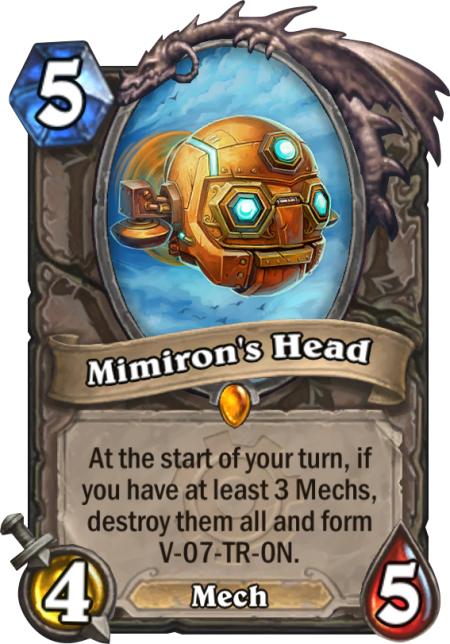 5
Mimiron's Head
At the start of your turn, if
you have at least 3 Mechs,
destroy them all and form
V-07-TR-0N.
4
Mech
5